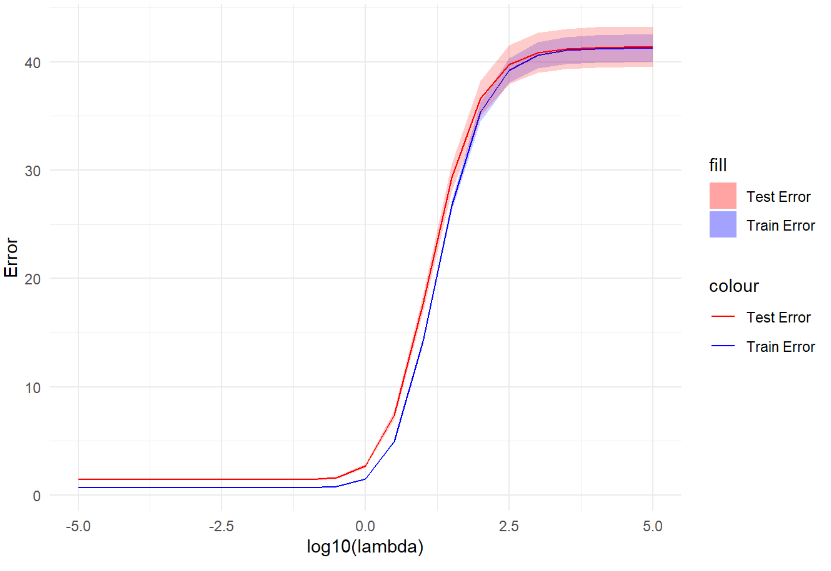 Error
40
30
20
10
0
-5.0 -2.5 0.0 2.5 5.0
log10(lambda)
fill
Test Error
Train Error
colour
Test Error
Train Error